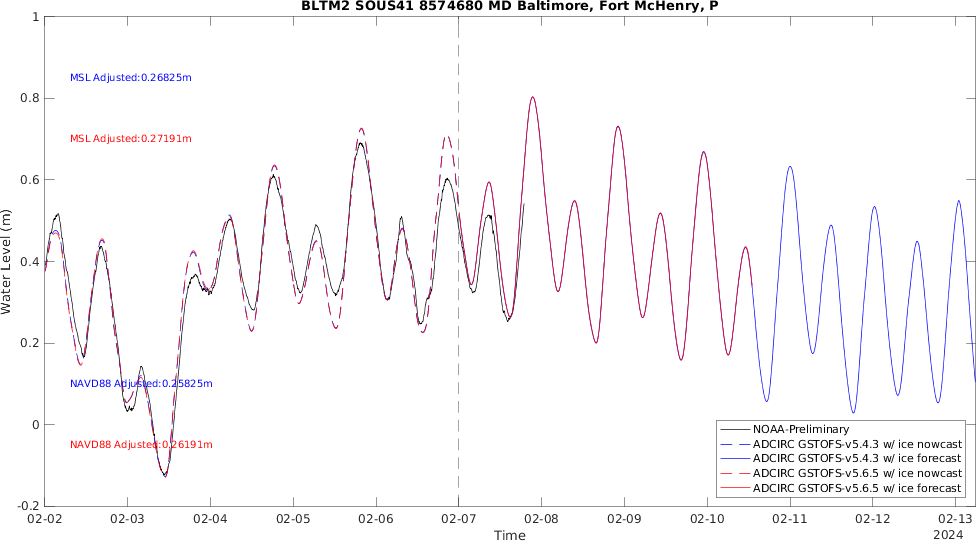 BLTM2 SOUS41 8574680 MD Baltimore, Fort McHenry, P
1
0.8
0.6
0.4
0.2
0
-0.2
Water Level (m)
MSL Adjusted:0.26825m
MSL Adjusted:0.27191m
NAVD88 Adjusted:0.25825m
NAVD88 Adjusted:0.26191m
NOAA-Preliminary
ADCIRC GSTOFS-v5.4.3 w/ ice nowcast
ADCIRC GSTOFS-v5.4.3 w/ ice forecast
ADCIRC GSTOFS-v5.6.5 w/ ice nowcast
ADCIRC GSTOFS-v5.6.5 w/ ice forecast
02-02 02-03 02-04 02-05 02-06 02-07 02-08 02-09 02-10 02-11 02-12 02-13
Time
2024